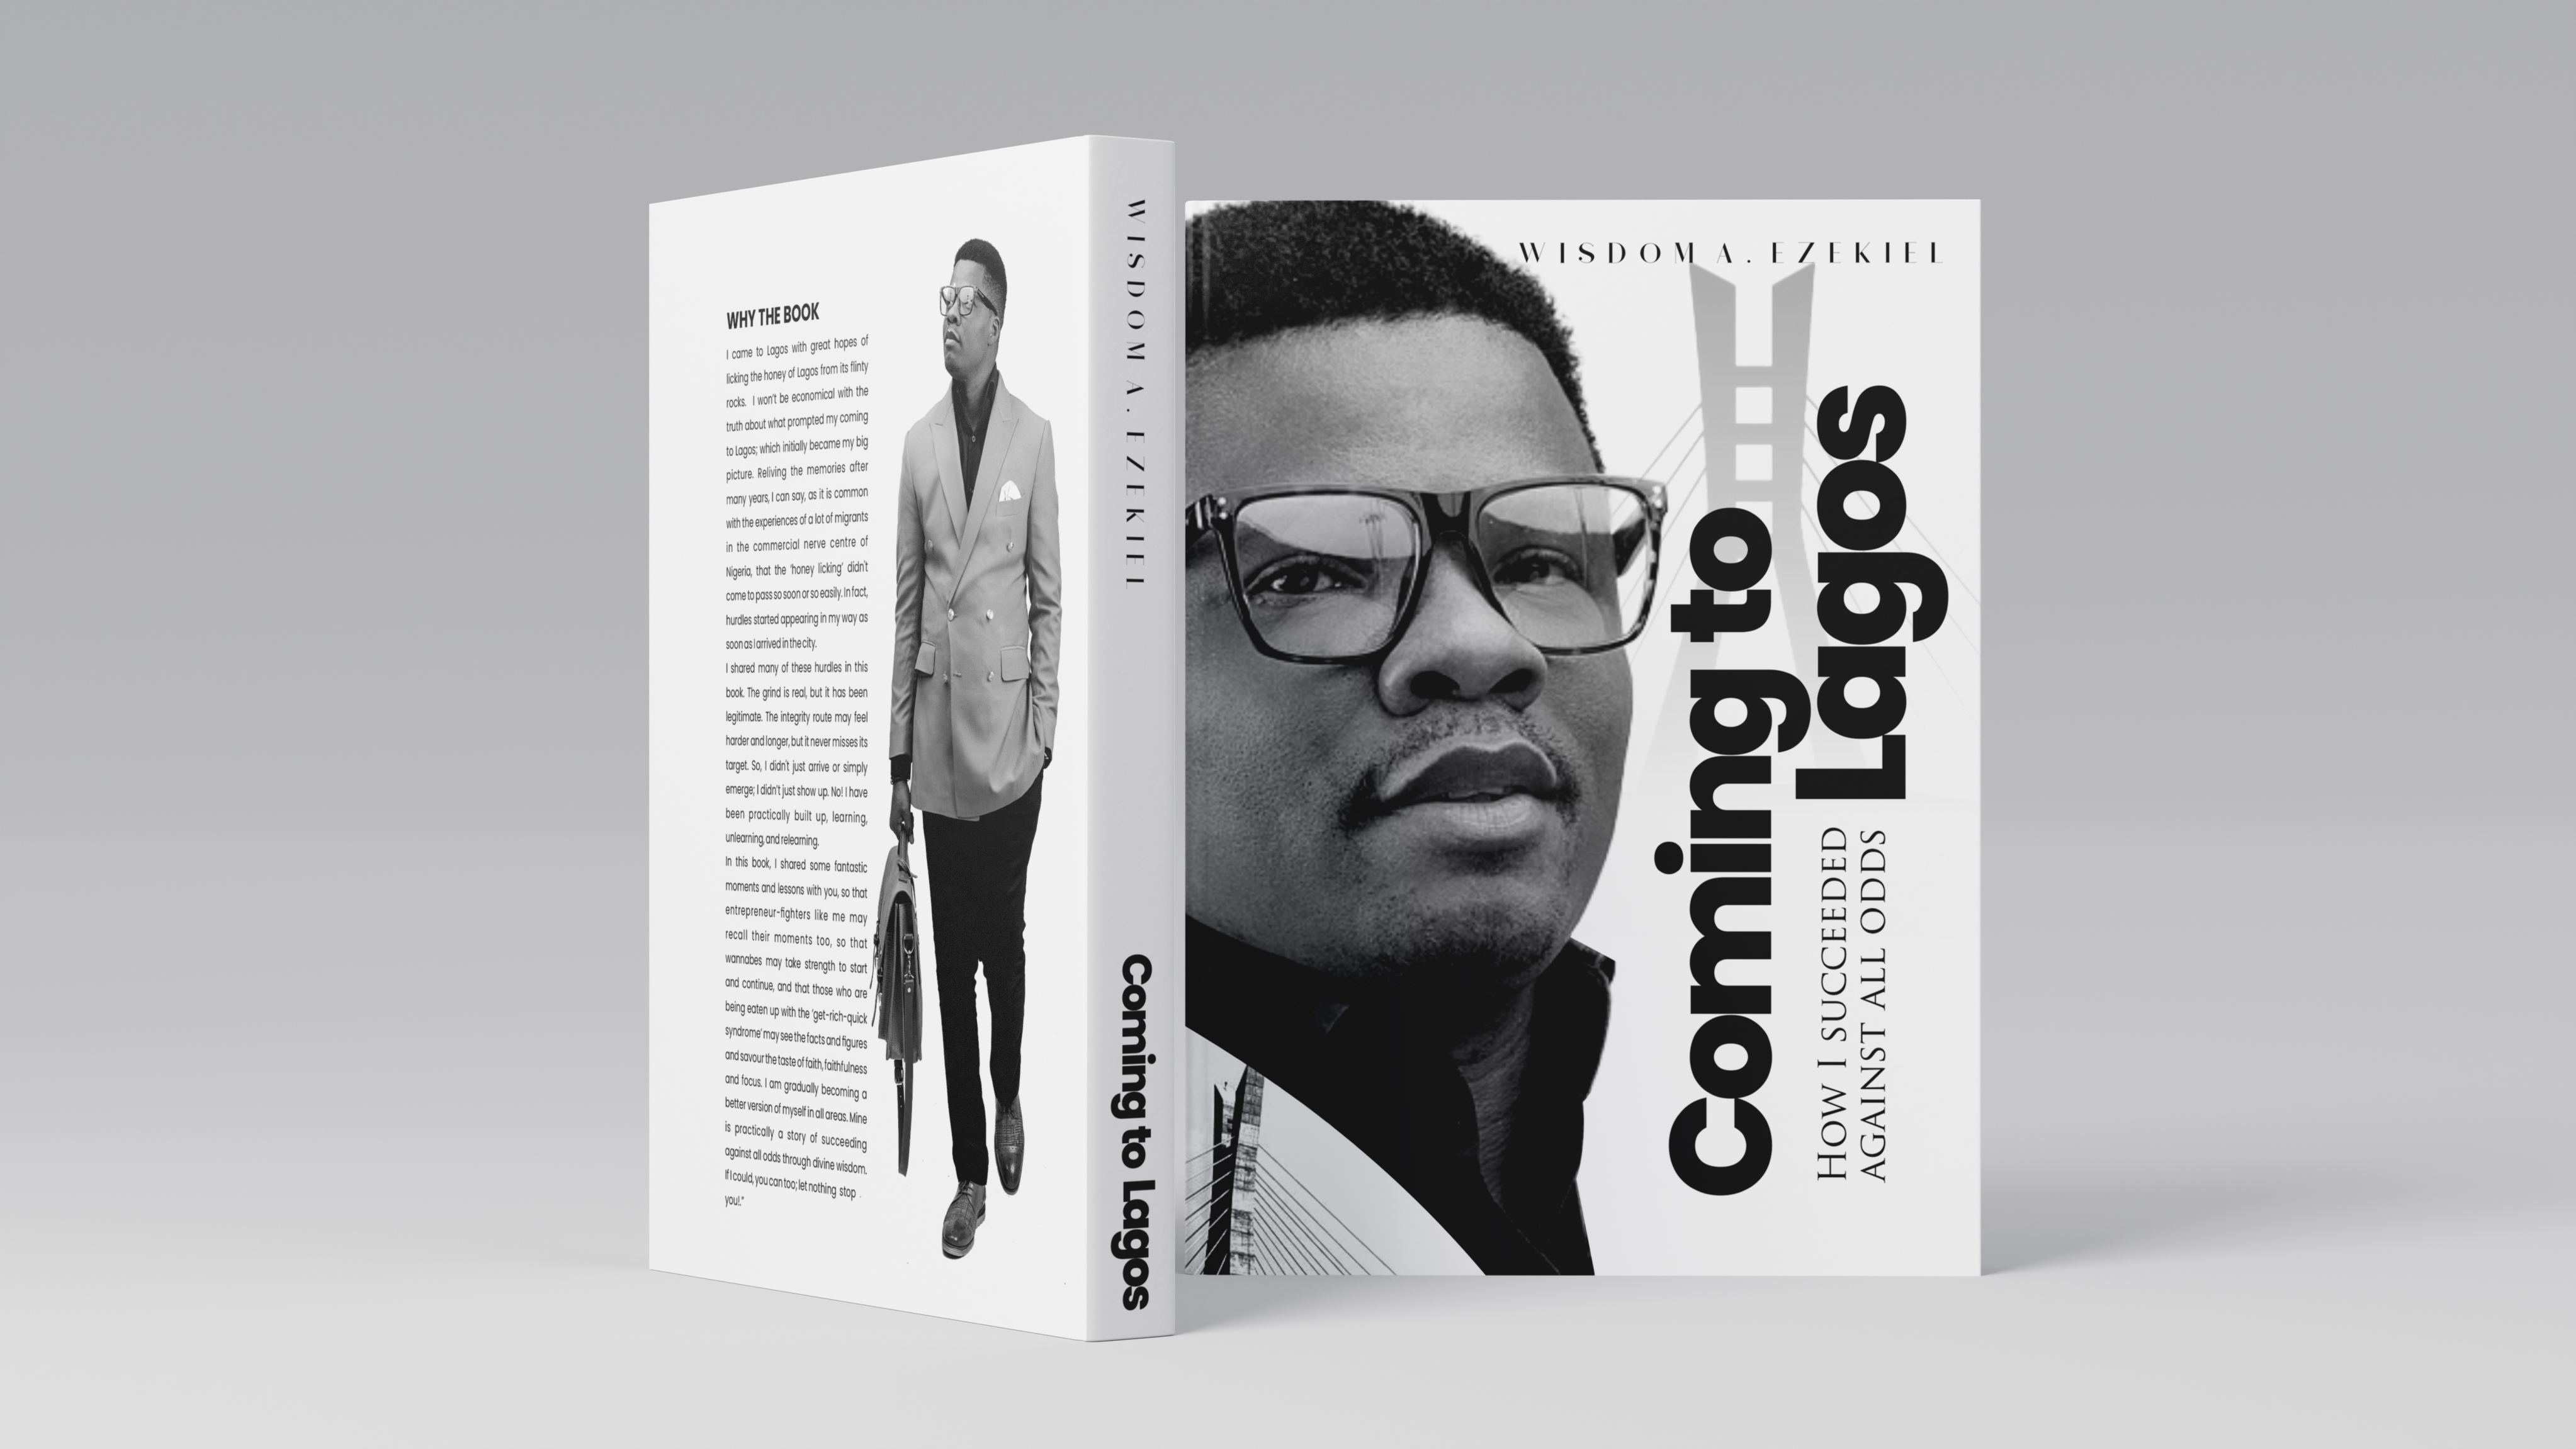 WHY THE BOOK
I came to Lagos with great hopes of
licking the honey of Lagos from its flinty
rocks. I won't be economical with the
truth about what prompted my coming
to Lagos; which initially became my big
picture. Reliving the memories after
many years, I can say, as it is common
with the experiences of a lot of migrants
in the commercial nerve centre of
Nigeria, that the 'honey licking' didn't
come to pass so soon or so easily. In fact,
hurdles started appearing in my way as
soon as I arrived in the city.
I shared many of these hurdles in this
book. The grind is real, but it has been
legitimate. The integrity route may feel
harder and longer, but it never misses its
target. So, I didn't just arrive or simply
emerge; I didn't just show up. No! I have
been practically built up, learning,
unlearning, and relearning.
In this book, I shared some fantastic
moments and lessons with you, so that
entrepreneur-fighters like me may
recall their moments too, so that
wannabes may take strength to start
and continue, and that those who are
being eaten up with the 'get-rich-quick
syndrome' may see the facts and figures
and savour the taste of faith, faithfulness
and focus. I am gradually becoming a
better version of myself in all areas. Mine
is practically a story of succeeding
against all odds through divine wisdom.
If I could, you can too; let nothing stop
you!."
WISDOM A. EZEKIEL
Coming to Lagos
WISDOM A. EZEKIEL
Coming to
Lagos
HOW I SUCCEEDED
AGAINST ALL ODDS